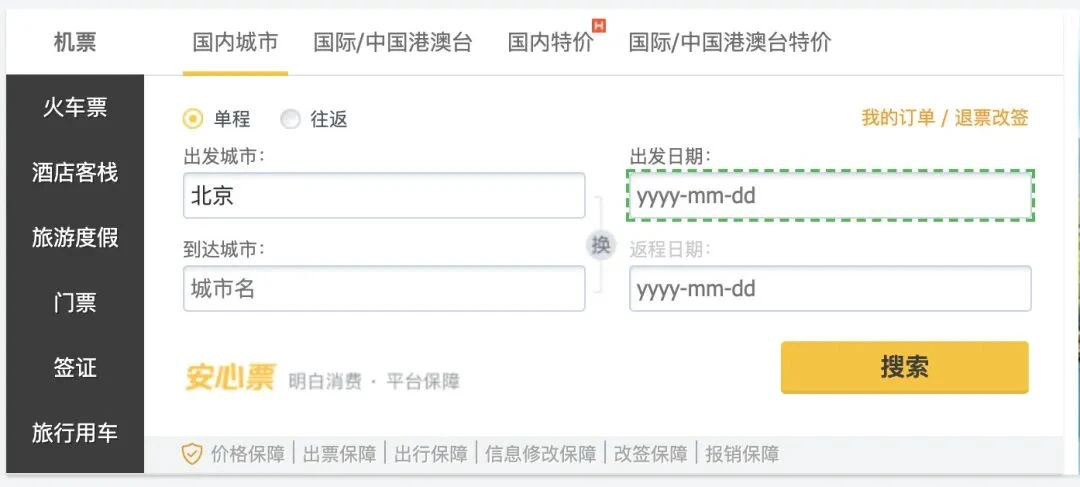 机票
国内城市 国际/中国港澳台 国内特价 H 国际/中国港澳台特价
火车票
酒店客栈
旅游度假
门票
签证
旅行用车
单程 往返
我的订单 / 退票改签
出发城市:
北京
出发日期:
yyyy-mm-dd
换
到达城市:
城市名
返程日期:
yyyy-mm-dd
安心票 明白消费 · 平台保障
搜索
价格保障|出票保障|出行保障|信息修改保障|改签保障|报销保障